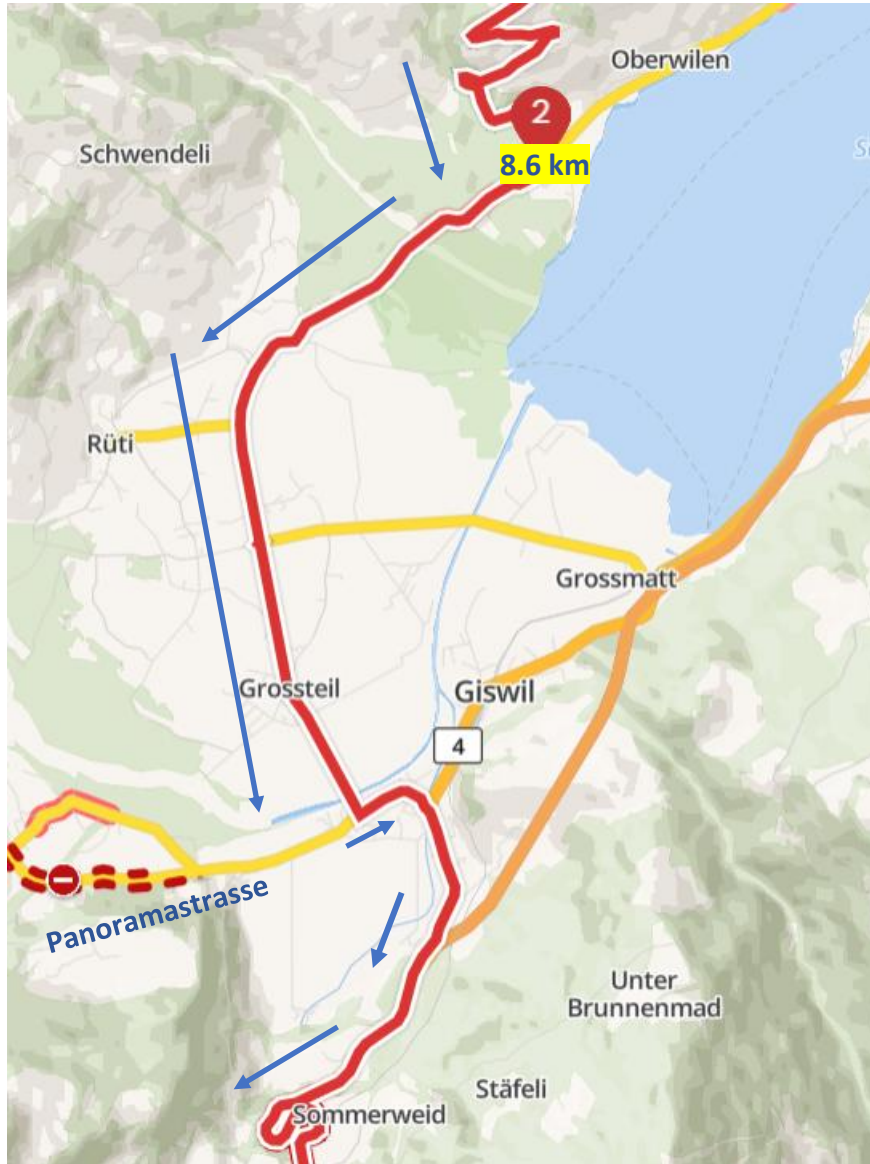 Oberwilen
2
Schwendeli
8.6 km
Rüti
Grossmatt
Grossteil
Giswil
4
Panoramastrasse
Unter
Brunnenmad
Stäfeli
Sommerweid